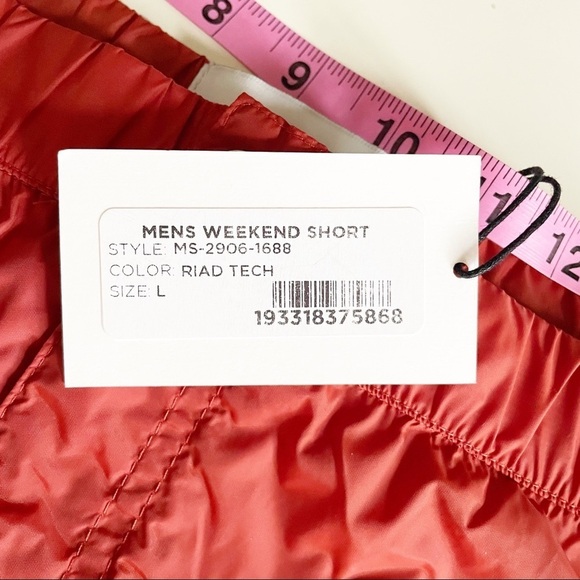 8
9
10
11
12
MENS WEEKEND SHORT
STYLE: MS-2906-1688
COLOR: RIAD TECH
SIZE: L
193318375868